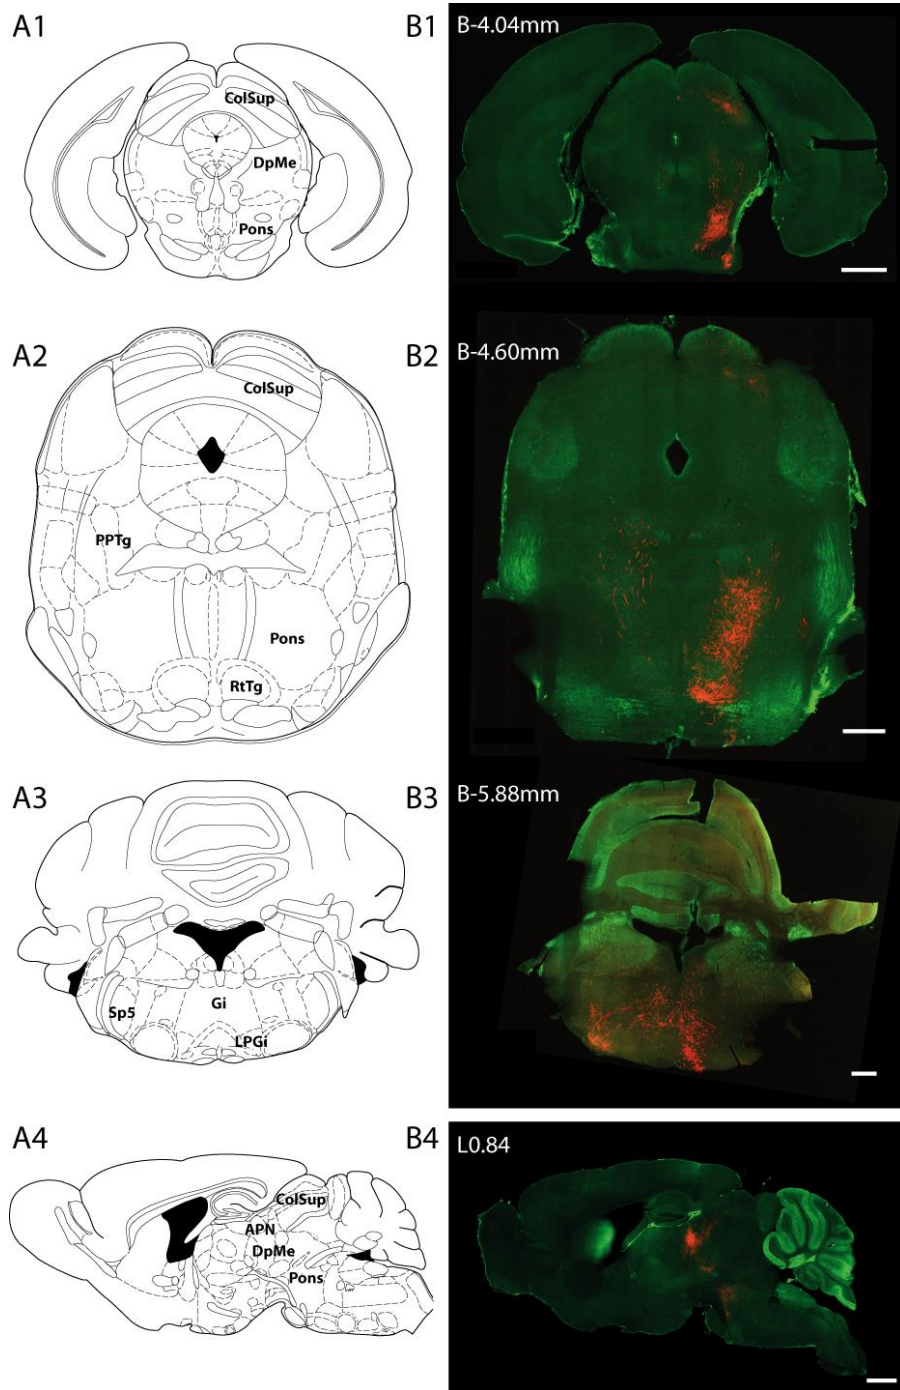 A1
B1
B-4.04mm
ColSup
DpMe
Pons
A2
B2
B-4.60mm
ColSup
PPTg
Pons
RtTg
A3
B3
B-5.88mm
Gi
Sp5
LPGi
A4
B4
L0.84
ColSup
APN
DpMe
Pons